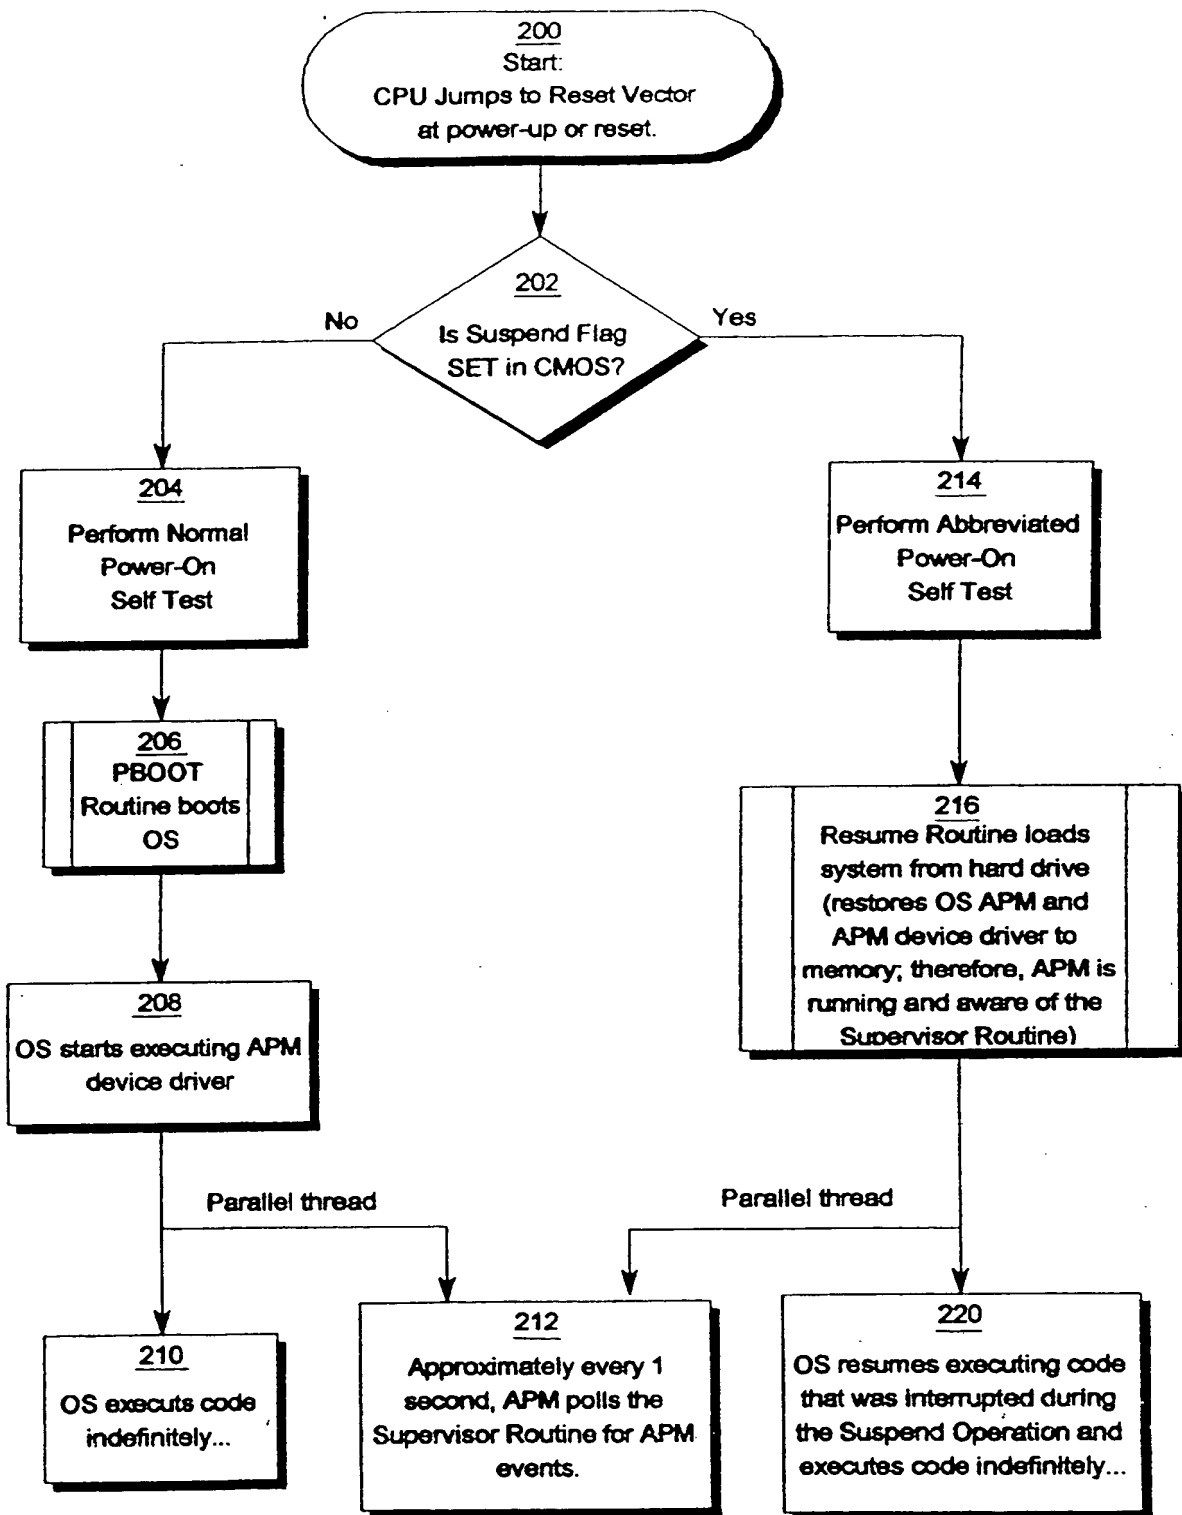 200
Start:
CPU Jumps to Reset Vector
at power-up or reset.
202
Is Suspend Flag
SET in CMOS?
No
Yes
204
Perform Normal
Power-On
Self Test
214
Perform Abbreviated
Power-On
Self Test
206
PBOOT
Routine boots
OS
216
Resume Routine loads
system from hard drive
(restores OS APM and
APM device driver to
memory; therefore, APM is
running and aware of the
Supervisor Routine)
208
OS starts executing APM
device driver
Parallel thread
Parallel thread
210
OS executs code
indefinitely...
212
Approximately every 1
second, APM polls the
Supervisor Routine for APM
events.
220
OS resumes executing code
that was interrupted during
the Suspend Operation and
executes code indefinitely...